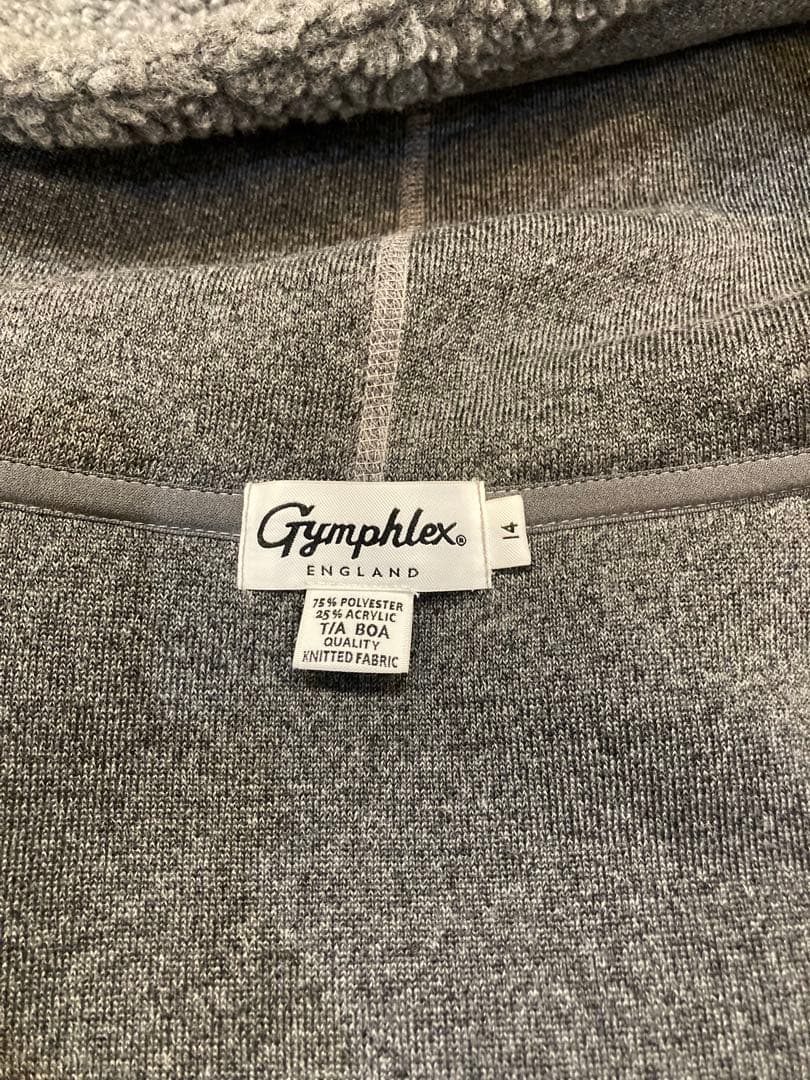 Gymphlex®
ENGLAND
14
75% POLYESTER
25% ACRYLIC
T/A BOA
QUALITY
KNITTED FABRIC